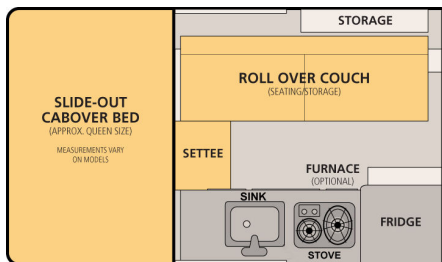 STORAGE
ROLL OVER COUCH
(SEATING/STORAGE)
SLIDE-OUT
CABOVER BED
(APPROX. QUEEN SIZE)
MEASUREMENTS VARY
ON MODELS
SETTEE
FURNACE
(OPTIONAL)
SINK
STOVE
FRIDGE